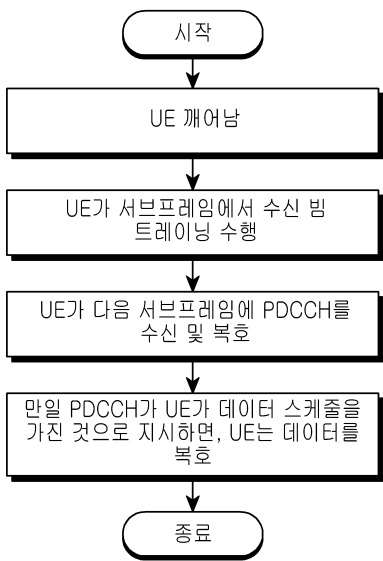 시작
UE 깨어남
UE가 서브프레임에서 수신 빔
트레이닝 수행
UE가 다음 서브프레임에 PDCCH를
수신 및 복호
만일 PDCCH가 UE가 데이터 스케줄을
가진 것으로 지시하면, UE는 데이터를
복호
종료